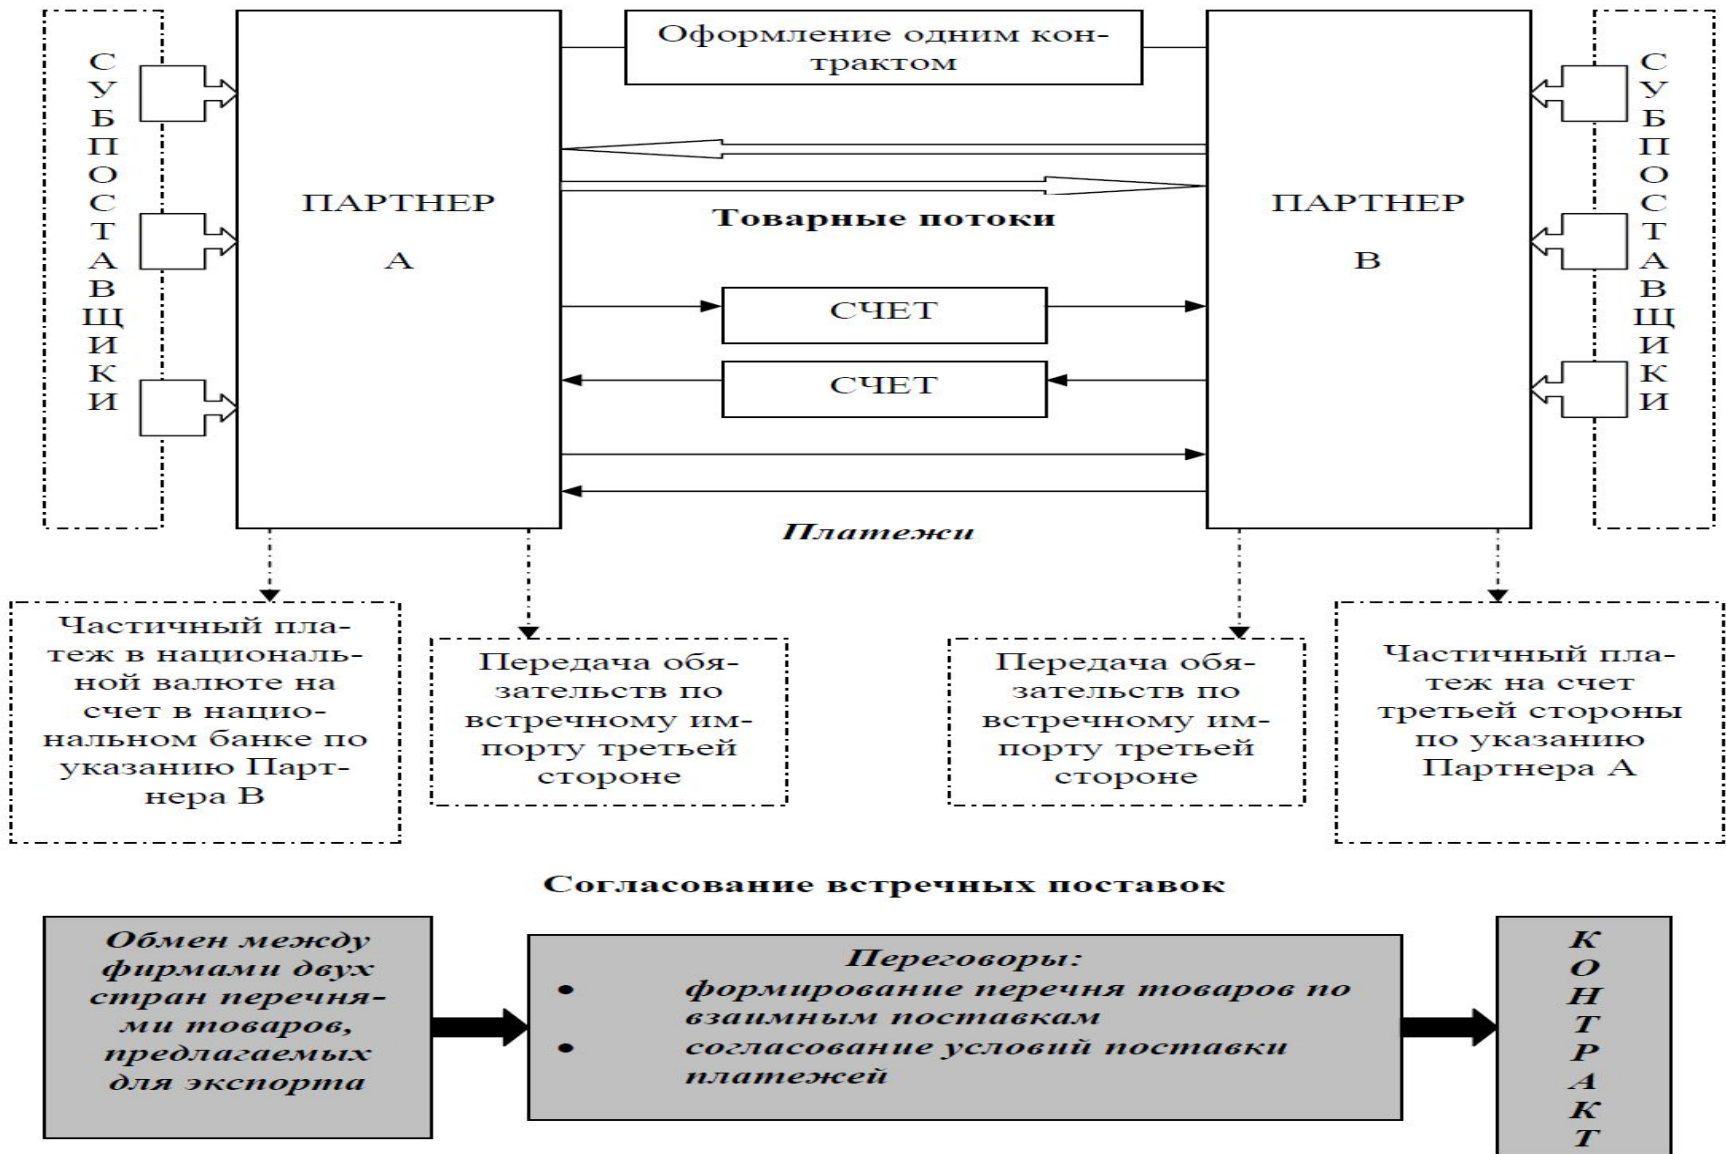 СУБПОСТАВЩИКИ
ПАРТНЕР
А
Оформление одним кон-
трактом
Товарные потоки
СЧЕТ
СЧЕТ
Платежи
ПАРТНЕР
В
СУБПОСТАВЩИКИ
Частичный пла-
теж в националь-
ной валюте на
счет в нацио-
нальном банке по
указанию Парт-
нера В
Передача обя-
зательств по
встречному им-
порту третьей
стороне
Передача обя-
зательств по
встречному им-
порту третьей
стороне
Частичный пла-
теж на счет
третьей стороны
по указанию
Партнера А
Согласование встречных поставок
Обмен между
фирмами двух
стран перечня-
ми товаров,
предлагаемых
для экспорта
Переговоры:
• формирование перечня товаров по
взаимным поставкам
• согласование условий поставки
платежей
КОНТРАКТ